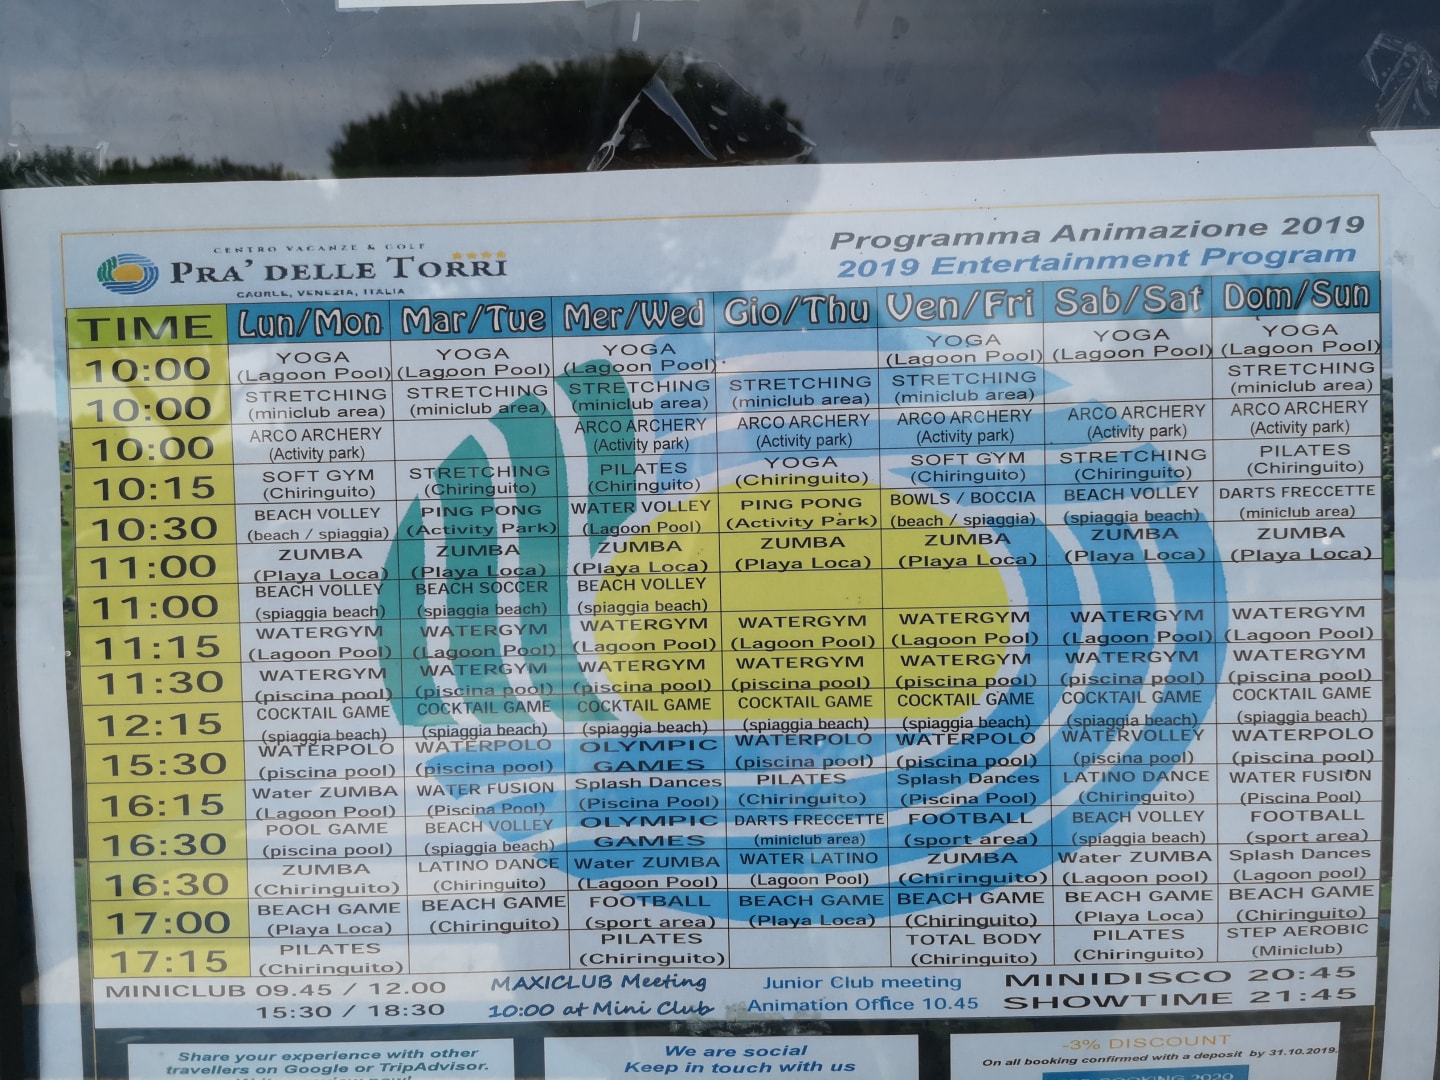 CENTRO VACANZE & GOLF
PRA' DELLE TORRI
CAORLE, VENEZIA, ITALIA
Programma Animazione 2019
2019 Entertainment Program
TIME Lun/Mon Mar/Tue Mer/Wed Gio/Thu Ven/Fri Sab/Sat Dom/Sun
10:00 YOGA YOGA YOGA YOGA YOGA YOGA
(Lagoon Pool) (Lagoon Pool) (Lagoon Pool) (Lagoon Pool) (Lagoon Pool) (Lagoon Pool)
10:00 STRETCHING STRETCHING STRETCHING STRETCHING STRETCHING STRETCHING
(miniclub area) (miniclub area) (miniclub area) (miniclub area) (miniclub area) (miniclub area)
10:00 ARCO ARCHERY ARCO ARCHERY ARCO ARCHERY ARCO ARCHERY ARCO ARCHERY ARCO ARCHERY
(Activity park) (Activity park) (Activity park) (Activity park) (Activity park) (Activity park)
10:15 SOFT GYM STRETCHING PILATES YOGA SOFT GYM STRETCHING PILATES
(Chiringuito) (Chiringuito) (Chiringuito) (Chiringuito) (Chiringuito) (Chiringuito) (Chiringuito)
10:30 BEACH VOLLEY PING PONG WATER VOLLEY PING PONG BOWLS / BOCCIA BEACH VOLLEY DARTS FRECCETTE
(beach / spiaggia) (Activity Park) (Lagoon Pool) (Activity Park) (beach / spiaggia) (spiaggia beach) (miniclub area)
11:00 ZUMBA ZUMBA ZUMBA ZUMBA ZUMBA ZUMBA ZUMBA
(Playa Loca) (Playa Loca) (Playa Loca) (Playa Loca) (Playa Loca) (Playa Loca) (Playa Loca)
11:00 BEACH VOLLEY BEACH SOCCER BEACH VOLLEY
(spiaggia beach) (spiaggia beach) (spiaggia beach)
11:15 WATERGYM WATERGYM WATERGYM WATERGYM WATERGYM WATERGYM WATERGYM
(Lagoon Pool) (Lagoon Pool) (Lagoon Pool) (Lagoon Pool) (Lagoon Pool) (Lagoon Pool) (Lagoon Pool)
11:30 WATERGYM WATERGYM WATERGYM WATERGYM WATERGYM WATERGYM WATERGYM
(piscina pool) (piscina pool) (piscina pool) (piscina pool) (piscina pool) (piscina pool) (piscina pool)
12:15 COCKTAIL GAME COCKTAIL GAME COCKTAIL GAME COCKTAIL GAME COCKTAIL GAME COCKTAIL GAME COCKTAIL GAME
(spiaggia beach) (spiaggia beach) (spiaggia beach) (spiaggia beach) (spiaggia beach) (spiaggia beach) (spiaggia beach)
15:30 WATERPOLO WATERPOLO OLYMPIC WATERPOLO WATERPOLO WATERVOLLEY WATERPOLO
(piscina pool) (piscina pool) GAMES (piscina pool) (piscina pool) (piscina pool) (piscina pool)
16:15 Water ZUMBA WATER FUSION Splash Dances PILATES Splash Dances LATINO DANCE WATER FUSION
(Lagoon Pool) (Piscina Pool) (Piscina Pool) (Chiringuito) (Piscina Pool) (Chiringuito) (Piscina Pool)
16:30 POOL GAME BEACH VOLLEY OLYMPIC DARTS FRECCETTE FOOTBALL BEACH VOLLEY FOOTBALL
(piscina pool) (spiaggia beach) GAMES (miniclub area) (sport area) (spiaggia beach) (sport area)
16:30 ZUMBA LATINO DANCE Water ZUMBA WATER LATINO ZUMBA Water ZUMBA Splash Dances
(Chiringuito) (Chiringuito) (Lagoon Pool) (Lagoon Pool) (Chiringuito) (Lagoon pool) (Lagoon pool)
17:00 BEACH GAME BEACH GAME FOOTBALL BEACH GAME BEACH GAME BEACH GAME BEACH GAME
(Playa Loca) (Chiringuito) (sport area) (Playa Loca) (Chiringuito) (Playa Loca) (Chiringuito)
17:15 PILATES PILATES TOTAL BODY PILATES STEP AEROBIC
(Chiringuito) (Chiringuito) (Chiringuito) (Chiringuito) (Miniclub)
MINICLUB 09.45 / 12.00
15:30 / 18:30
MAXICLUB Meeting
10:00 at Mini Club
Junior Club meeting
Animation Office 10.45
MINIDISCO 20:45
SHOWTIME 21:45
Share your experience with other
travellers on Google or TripAdvisor.
We are social
Keep in touch with us
-3% DISCOUNT
On all booking confirmed with a deposit by 31.10.2019.